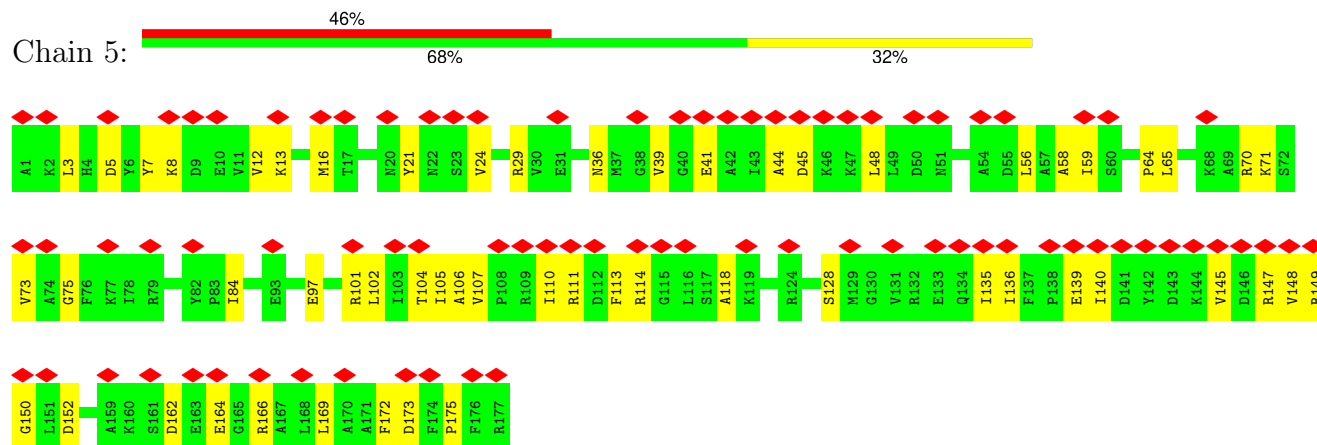 46%
Chain 5:
68% 32%
A1 K2 L3 H4 D5 Y6 Y7 K8 D9 E10 V11 V12 K13 M16 T17 N20 Y21 N22 S23 V24 R29 V30 E31 N36 M37 G38 V39 G40 E41 A42 I43 A44 D45 K46 K47 L48 L49 D50 N51 A54 D55 L56 A57 A58 I59 S60 P64 L65 K68 A69 R70 K71 S72
V73 A74 G75 F76 K77 I78 R79 Y82 P83 I84 E93 E97 R101 L102 I103 T104 I105 A106 V107 P108 R109 I110 R111 D112 F113 R114 G115 L116 S117 A118 K119 R124 S128 M129 G130 V131 R132 E133 Q134 I135 I136 F137 P138 E139 I140 D141 Y142 D143 K144 V145 D146 R147 V148 R149
G150 L151 D152 A159 K160 S161 D162 E163 E164 G165 R166 A167 L168 L169 A170 A171 F172 D173 F174 P175 F176 R177